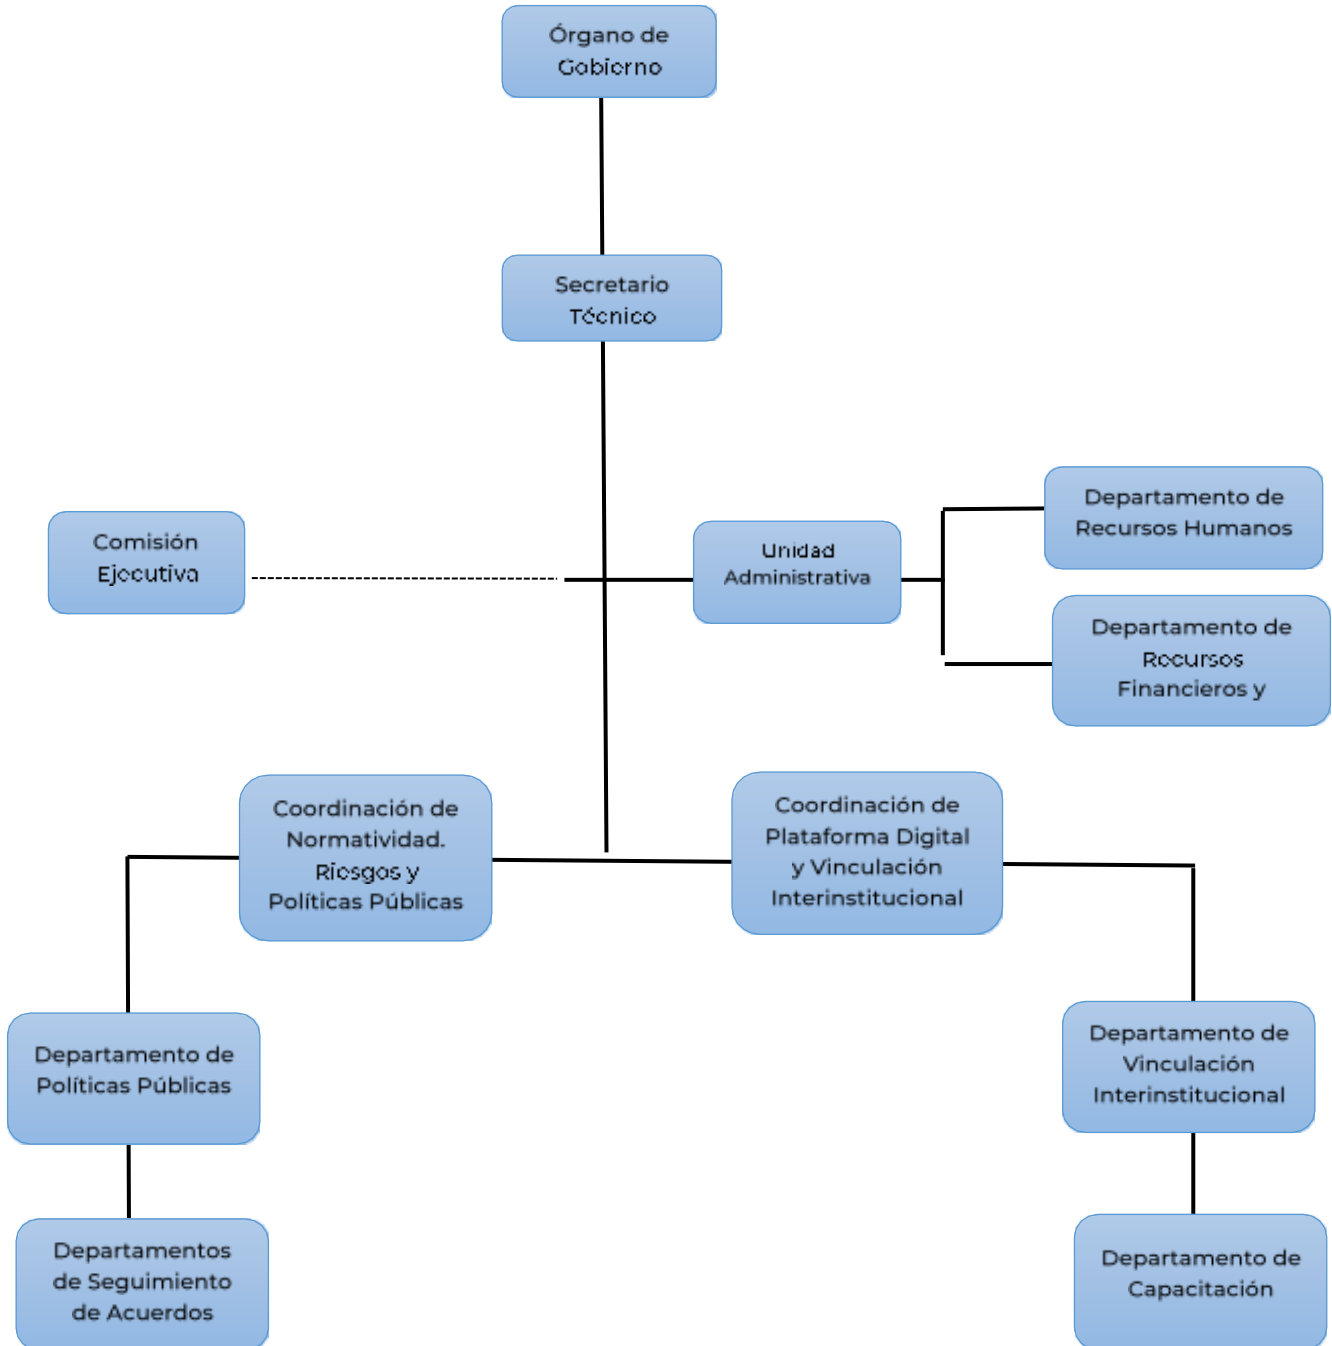 Órgano de
Gobierno
Secretario
Técnico
Comisión
Ejecutiva
Unidad
Administrativa
Departamento de
Recursos Humanos
Departamento de
Recursos
Financieros y
Coordinación de
Normatividad.
Riesgos y
Políticas Públicas
Coordinación de
Plataforma Digital
y Vinculación
Interinstitucional
Departamento de
Políticas Públicas
Departamento de
Vinculación
Interinstitucional
Departamentos
de Seguimiento
de Acuerdos
Departamento de
Capacitación